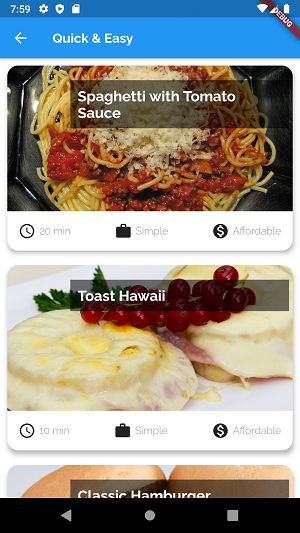 7:59
DEBUG
Quick & Easy
Spaghetti with Tomato
Sauce
20 min Simple Affordable
Toast Hawaii
10 min Simple Affordable
Classic Hamburger